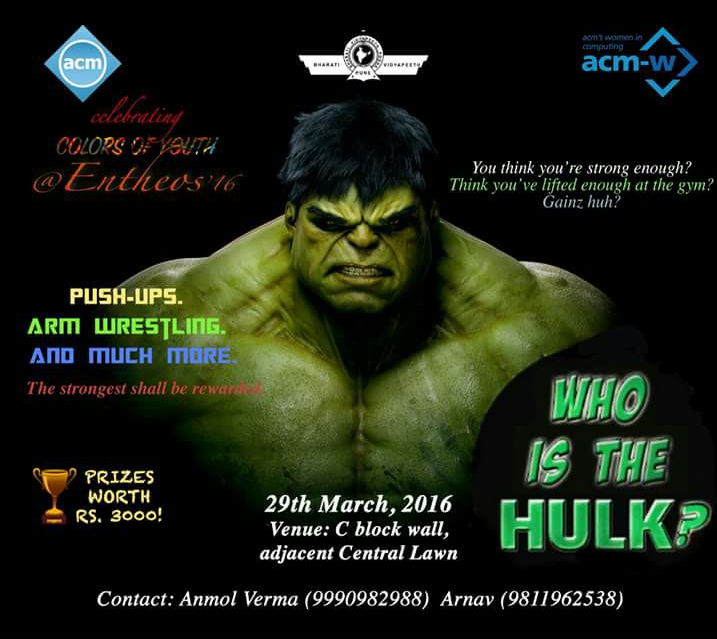 acm
BHARATI VIDYAPEETH
PUNE
acm's women in
computing
acm-w
celebrating
COLORS OF YOUTH
@Entheos'16
You think you're strong enough?
Think you've lifted enough at the gym?
Gainz huh?
PUSH-UPS.
ARM WRESTLING.
AND MUCH MORE.
The strongest shall be rewarded
WHO
IS THE
HULK?
PRIZES
WORTH
RS. 3000!
29th March, 2016
Venue: C block wall,
adjacent Central Lawn
Contact: Anmol Verma (9990982988) Arnav (9811962538)